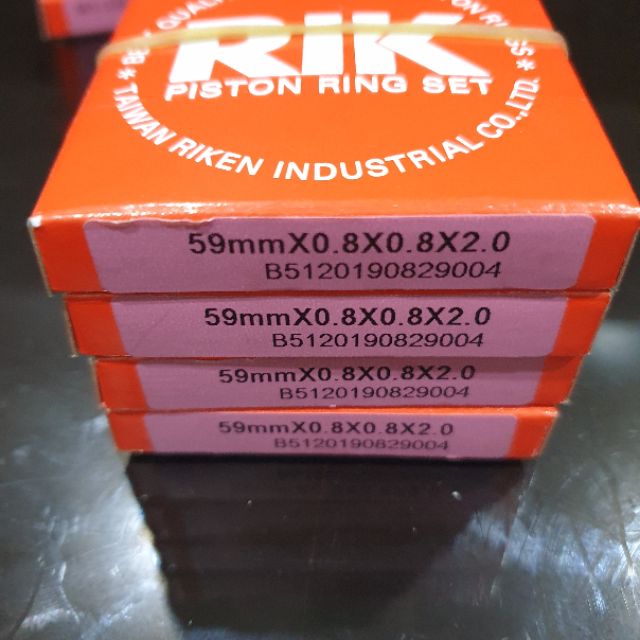 RIK
PISTON RING SET
* TAIWAN RIKEN INDUSTRIAL CO.,LTD. *
59mmX0.8X0.8X2.0
B5120190829004
59mmX0.8X0.8X2.0
B5120190829004
59mmX0.8X0.8X2.0
B5120190829004
59mmX0.8X0.8X2.0
B5120190829004